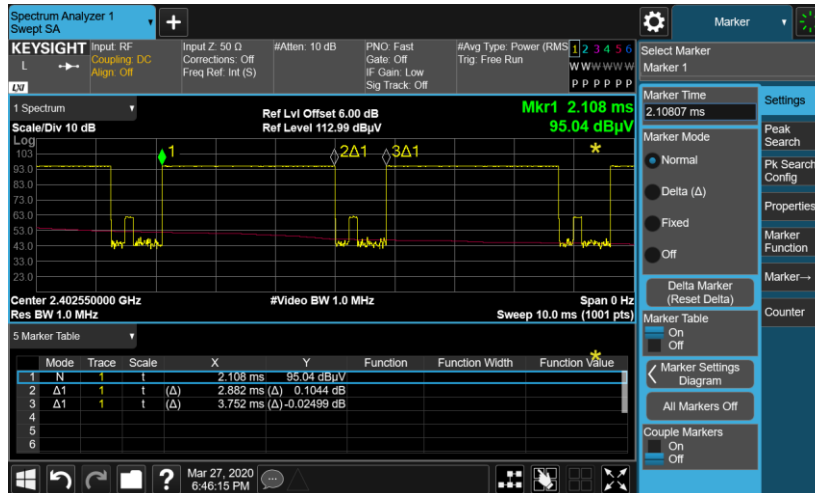 Spectrum Analyzer 1
Swept SA
Marker
KEYSIGHT
L
LXI
Input: RF
Coupling: DC
Align: Off
Input Z: 50 Ω
Corrections: Off
Freq Ref: Int (S)
#Atten: 10 dB
PNO: Fast
Gate: Off
IF Gain: Low
Sig Track: Off
#Avg Type: Power (RMS
Trig: Free Run
1 2 3 4 5 6
W W W W W W
P P P P P P
Select Marker
Marker 1
1 Spectrum
Scale/Div 10 dB
Ref Lvl Offset 6.00 dB
Ref Level 112.99 dBµV
Mkr1 2.108 ms
95.04 dBµV
Log
103
93.0
83.0
73.0
63.0
53.0
43.0
33.0
23.0
1
2Δ1
3Δ1
*
Center 2.402550000 GHz
Res BW 1.0 MHz
#Video BW 1.0 MHz
Span 0 Hz
Sweep 10.0 ms (1001 pts)
5 Marker Table
*
Mode Trace Scale X Y Function Function Width Function Value
1 N 1 t 2.108 ms 95.04 dBµV
2 Δ1 1 t (Δ) 2.882 ms (Δ) 0.1044 dB
3 Δ1 1 t (Δ) 3.752 ms (Δ) -0.02499 dB
4
5
6
Marker Time
2.10807 ms
Marker Mode
Normal
Delta (Δ)
Fixed
Off
Delta Marker
(Reset Delta)
Marker Table
On
Off
Marker Settings
Diagram
All Markers Off
Couple Markers
On
Off
Settings
Peak
Search
Pk Search
Config
Properties
Marker
Function
Marker→
Counter
?
Mar 27, 2020
6:46:15 PM